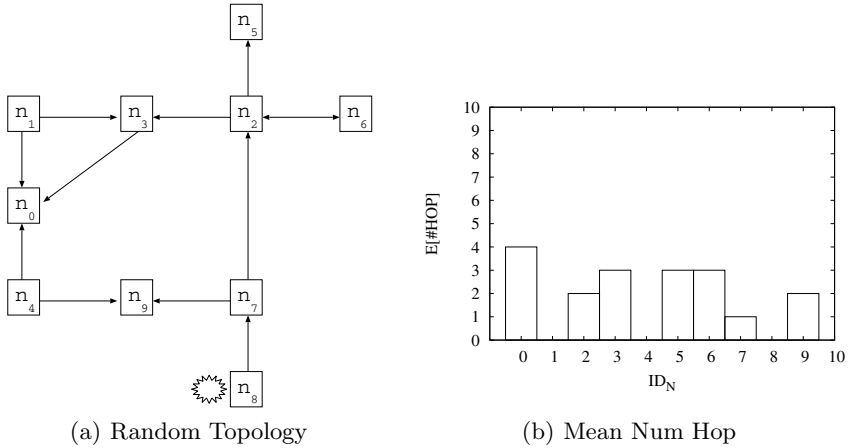 n5
n1 n3 n2 n6
n0
n4 n9 n7
n8
(a) Random Topology
10
9
8
7
6
5
4
3
2
1
0
E[#HOP]
0 1 2 3 4 5 6 7 8 9 10
IDN
(b) Mean Num Hop